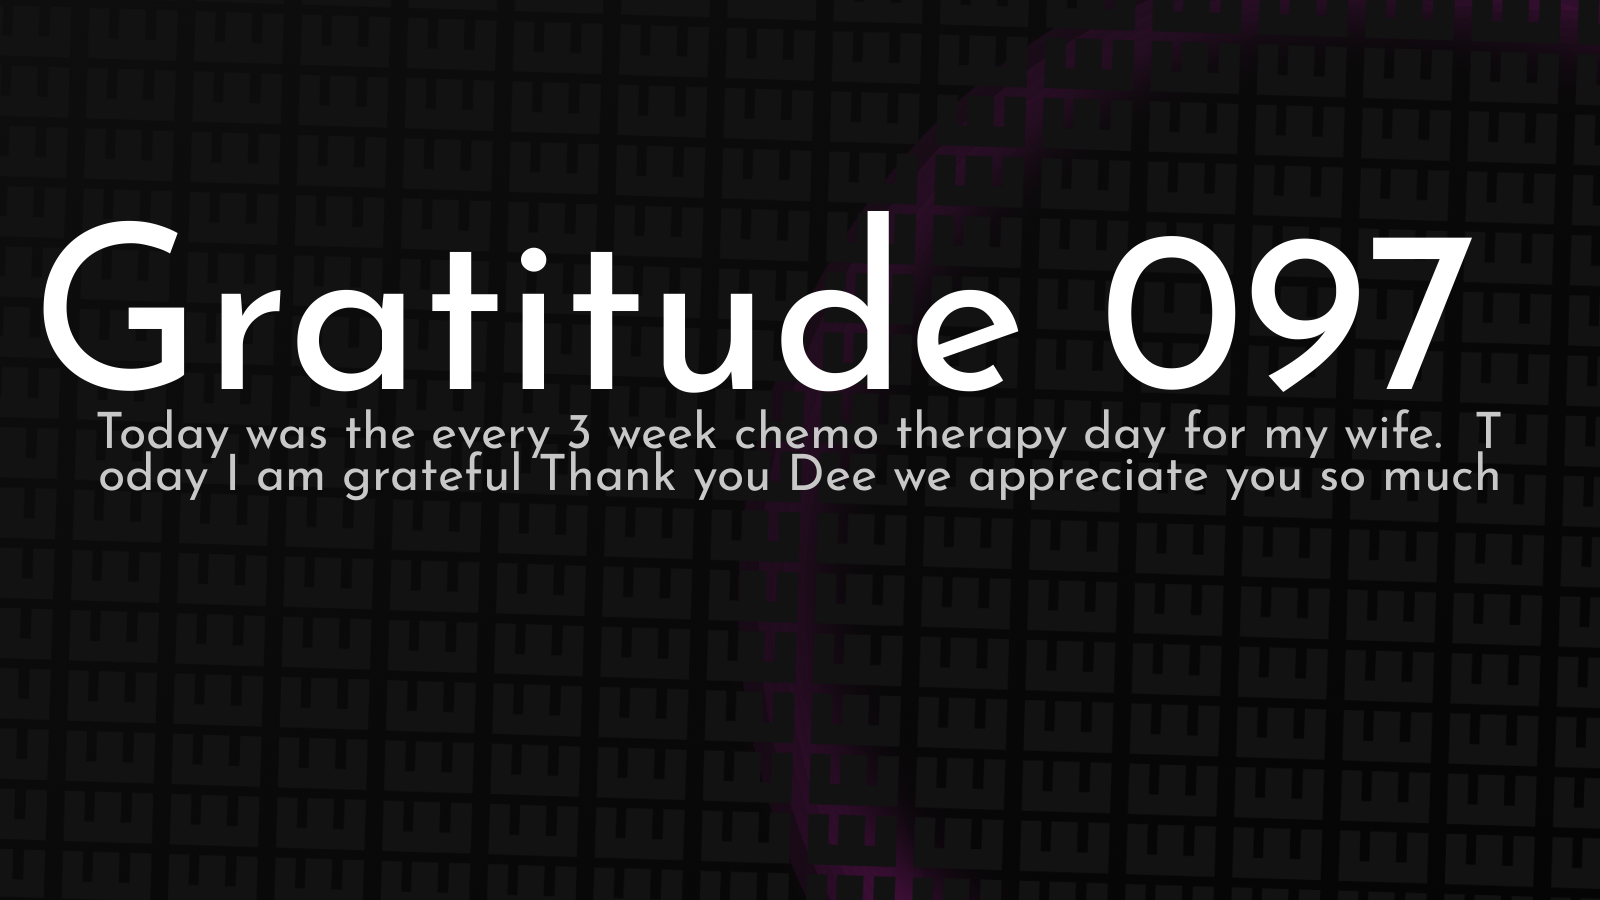 Gratitude 097
Today was the every 3 week chemo therapy day for my wife.  T
oday I am grateful Thank you Dee we appreciate you so much